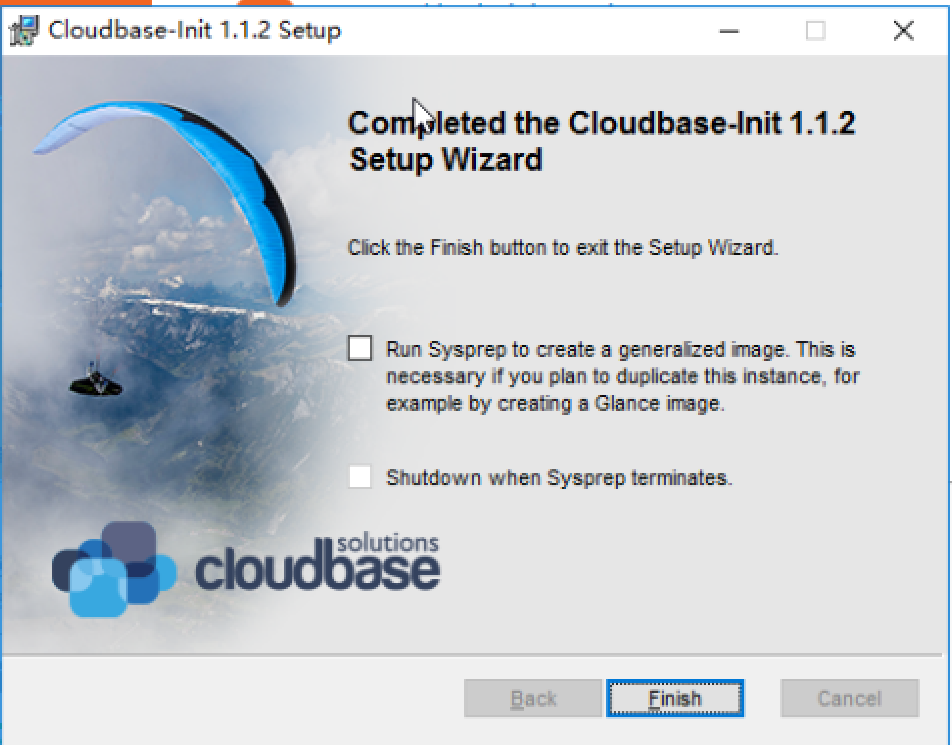 Cloudbase-Init 1.1.2 Setup
Completed the Cloudbase-Init 1.1.2
Setup Wizard
Click the Finish button to exit the Setup Wizard.
Run Sysprep to create a generalized image. This is
necessary if you plan to duplicate this instance, for
example by creating a Glance image.
Shutdown when Sysprep terminates.
solutions
cloudbase
Back
Finish
Cancel